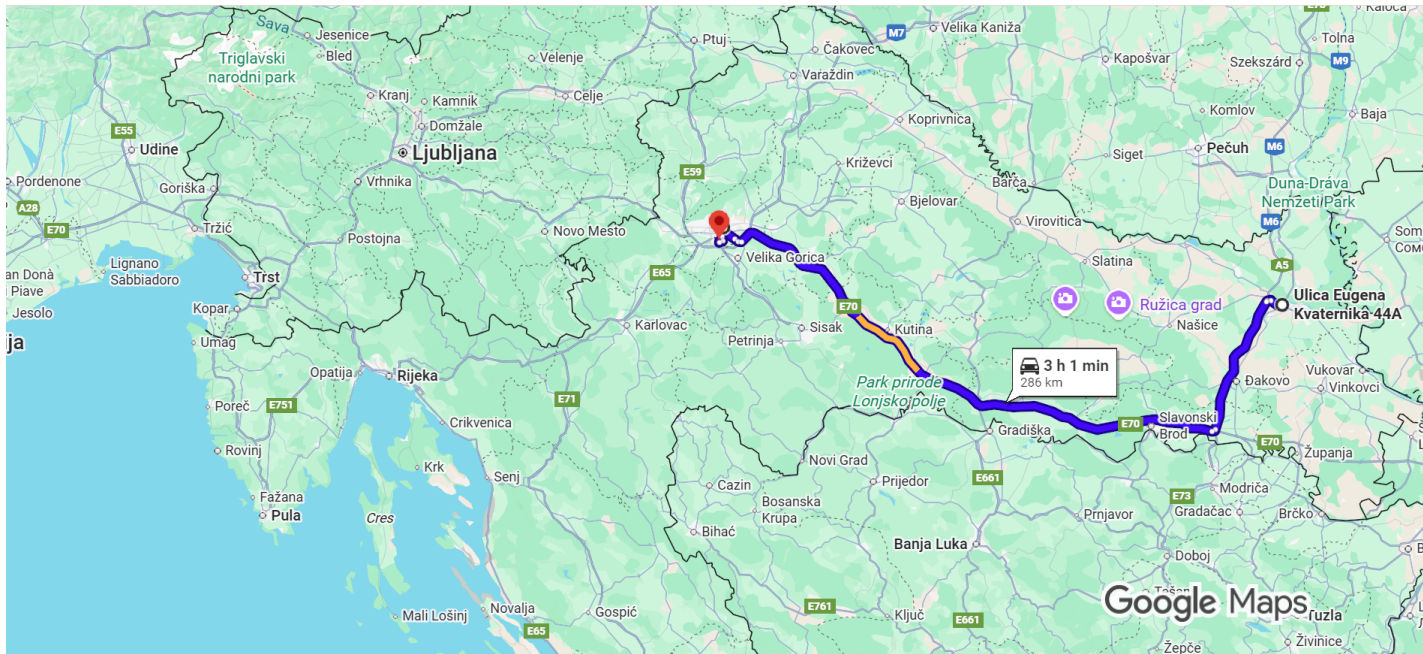 Sava
Jesenice
Bled
Triglavski
narodni park
Velenje
Ptuj
Čakovec
M7
Velika Kaniža
Kapošvar
Tolna
M9
Szekszárd
Kranj
Kamnik
Celje
Varaždin
Domžale
Koprivnica
Komlov
Baja
E55
Udine
Ljubljana
E59
Križevci
Siget
Pečuh
M6
Pordenone
Goriška
Vrhnika
Barča
Duna-Dráva
Nemzeti Park
A28
E70
Tržić
Postojna
Novo Mesto
Bjelovar
Virovitica
M6
Lignano
Sabbiadoro
Trst
E65
Velika Gorica
Slatina
A5
San Donà
di Piave
Jesolo
Kopar
Karlovac
E70
Sisak
Kutina
Ružica grad
Našice
Ulica Eugena
Kvaternika 44A
Umag
Petrinja
ija
Opatija
Rijeka
3 h 1 min
286 km
Park prirode
Lonjsko polje
Đakovo
Vukovar
Vinkovci
Poreč
E751
E71
Crikvenica
Gradiška
E70
Slavonski
Brod
E70
Rovinj
Krk
Senj
Novi Grad
Županja
Fažana
Pula
Cres
Cazin
Bosanska
Krupa
Prijedor
E661
E73
Modriča
Gradačac
Brčko
Prnjavor
Bihać
Banja Luka
Doboj
Mali Lošinj
Novalja
Gospić
E65
E761
Ključ
E661
Google Maps
Tuzla
Žepče
Živinice